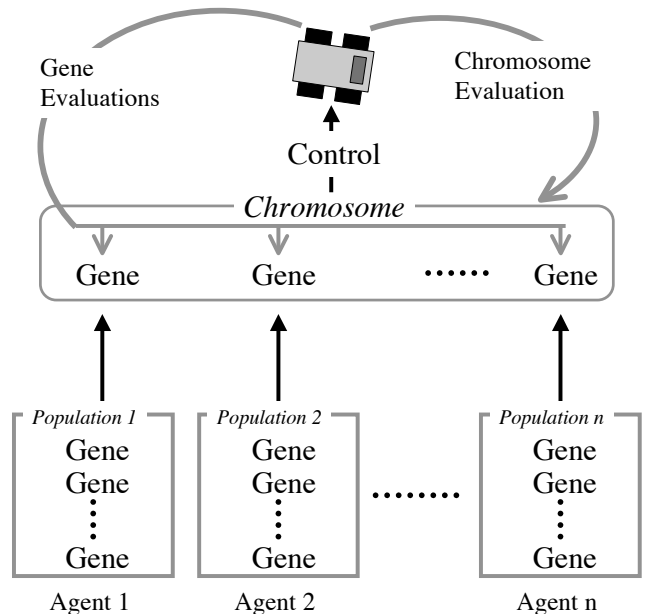 Gene
Evaluations
Chromosome
Evaluation
Control
Chromosome
Gene Gene ...... Gene
Population 1 Population 2 Population n
Gene Gene Gene
Gene Gene Gene
Gene Gene Gene
Agent 1 Agent 2 Agent n